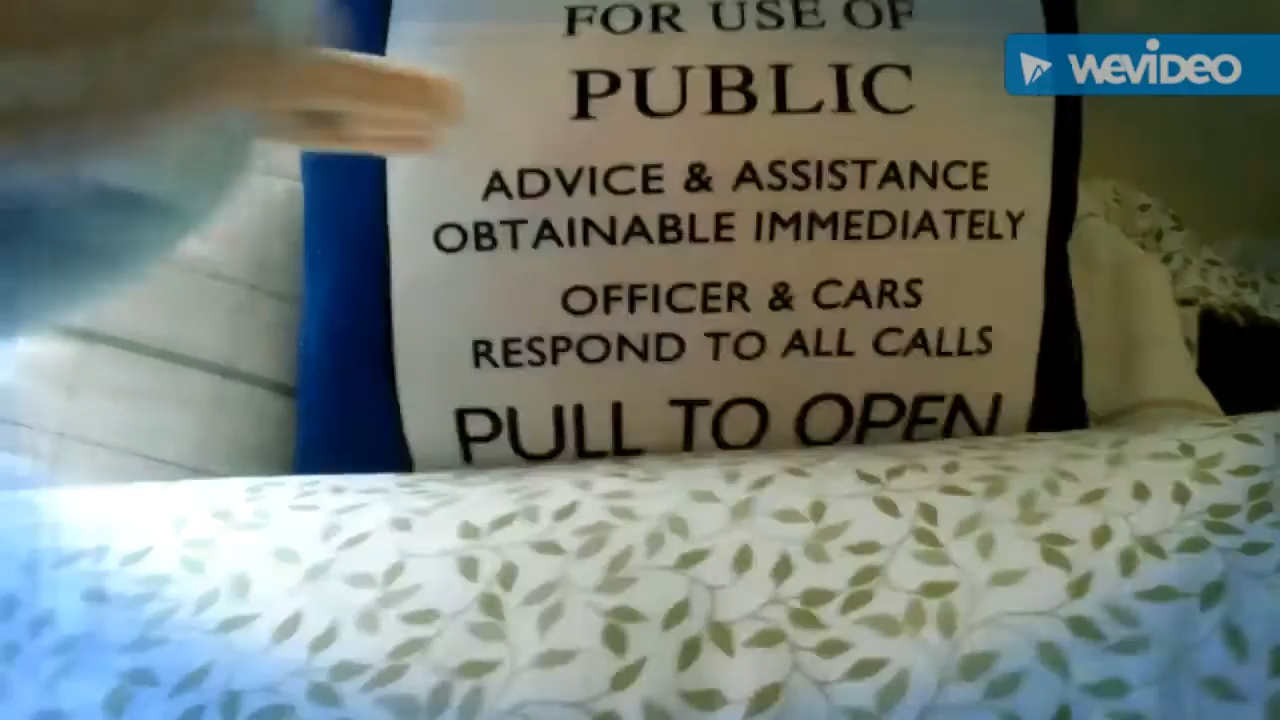 FOR USE OF
PUBLIC
ADVICE & ASSISTANCE
OBTAINABLE IMMEDIATELY
OFFICER & CARS
RESPOND TO ALL CALLS
PULL TO OPEN
WEVIDEO